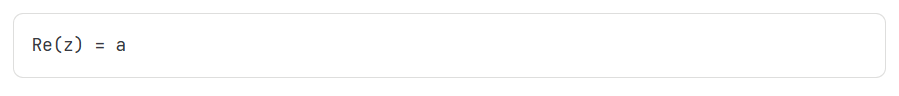 Re(z) = a